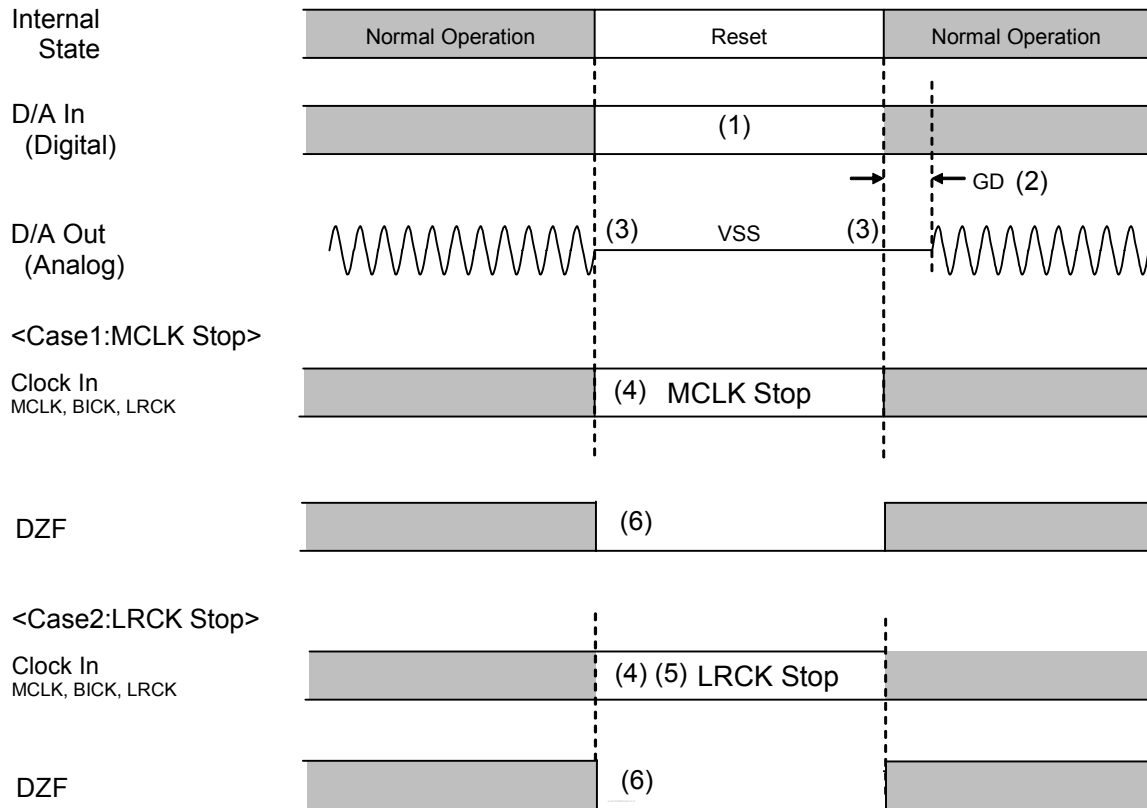 Internal
State
Normal Operation
Reset
Normal Operation
D/A In
(Digital)
(1)
GD (2)
D/A Out
(Analog)
(3)
VSS
(3)
<Case1:MCLK Stop>
Clock In
MCLK, BICK, LRCK
(4) MCLK Stop
DZF
(6)
<Case2:LRCK Stop>
Clock In
MCLK, BICK, LRCK
(4) (5) LRCK Stop
DZF
(6)